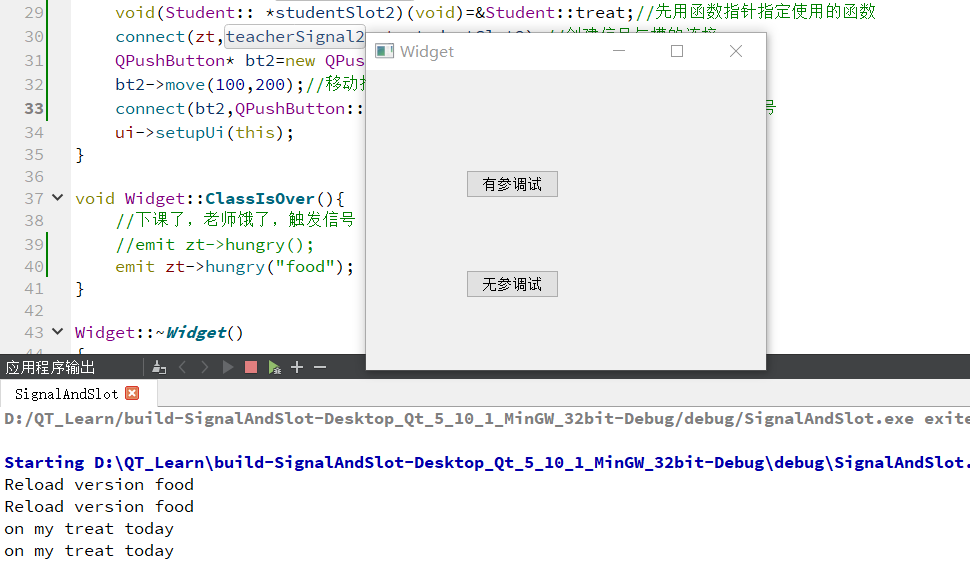 29 void(Student:: *studentSlot2)(void)=&Student::treat;//先用函数指针指定使用的函数
30 connect(zt,teacherSignal2
31 QPushButton* bt2=new QPus
32 bt2->move(100,200);//移动
33 connect(bt2,QPushButton:: 号
34 ui->setupUi(this);
35 }
36
37 void Widget::ClassIsOver(){
38 //下课了，老师饿了，触发信号
39 //emit zt->hungry();
40 emit zt->hungry("food");
41 }
42
43 Widget::~Widget()
44 {
Widget
有参调试
无参调试
应用程序输出
SignalAndSlot
D:/QT_Learn/build-SignalAndSlot-Desktop_Qt_5_10_1_MinGW_32bit-Debug/debug/SignalAndSlot.exe exite
Starting D:\QT_Learn\build-SignalAndSlot-Desktop_Qt_5_10_1_MinGW_32bit-Debug\debug\SignalAndSlot.
Reload version food
Reload version food
on my treat today
on my treat today